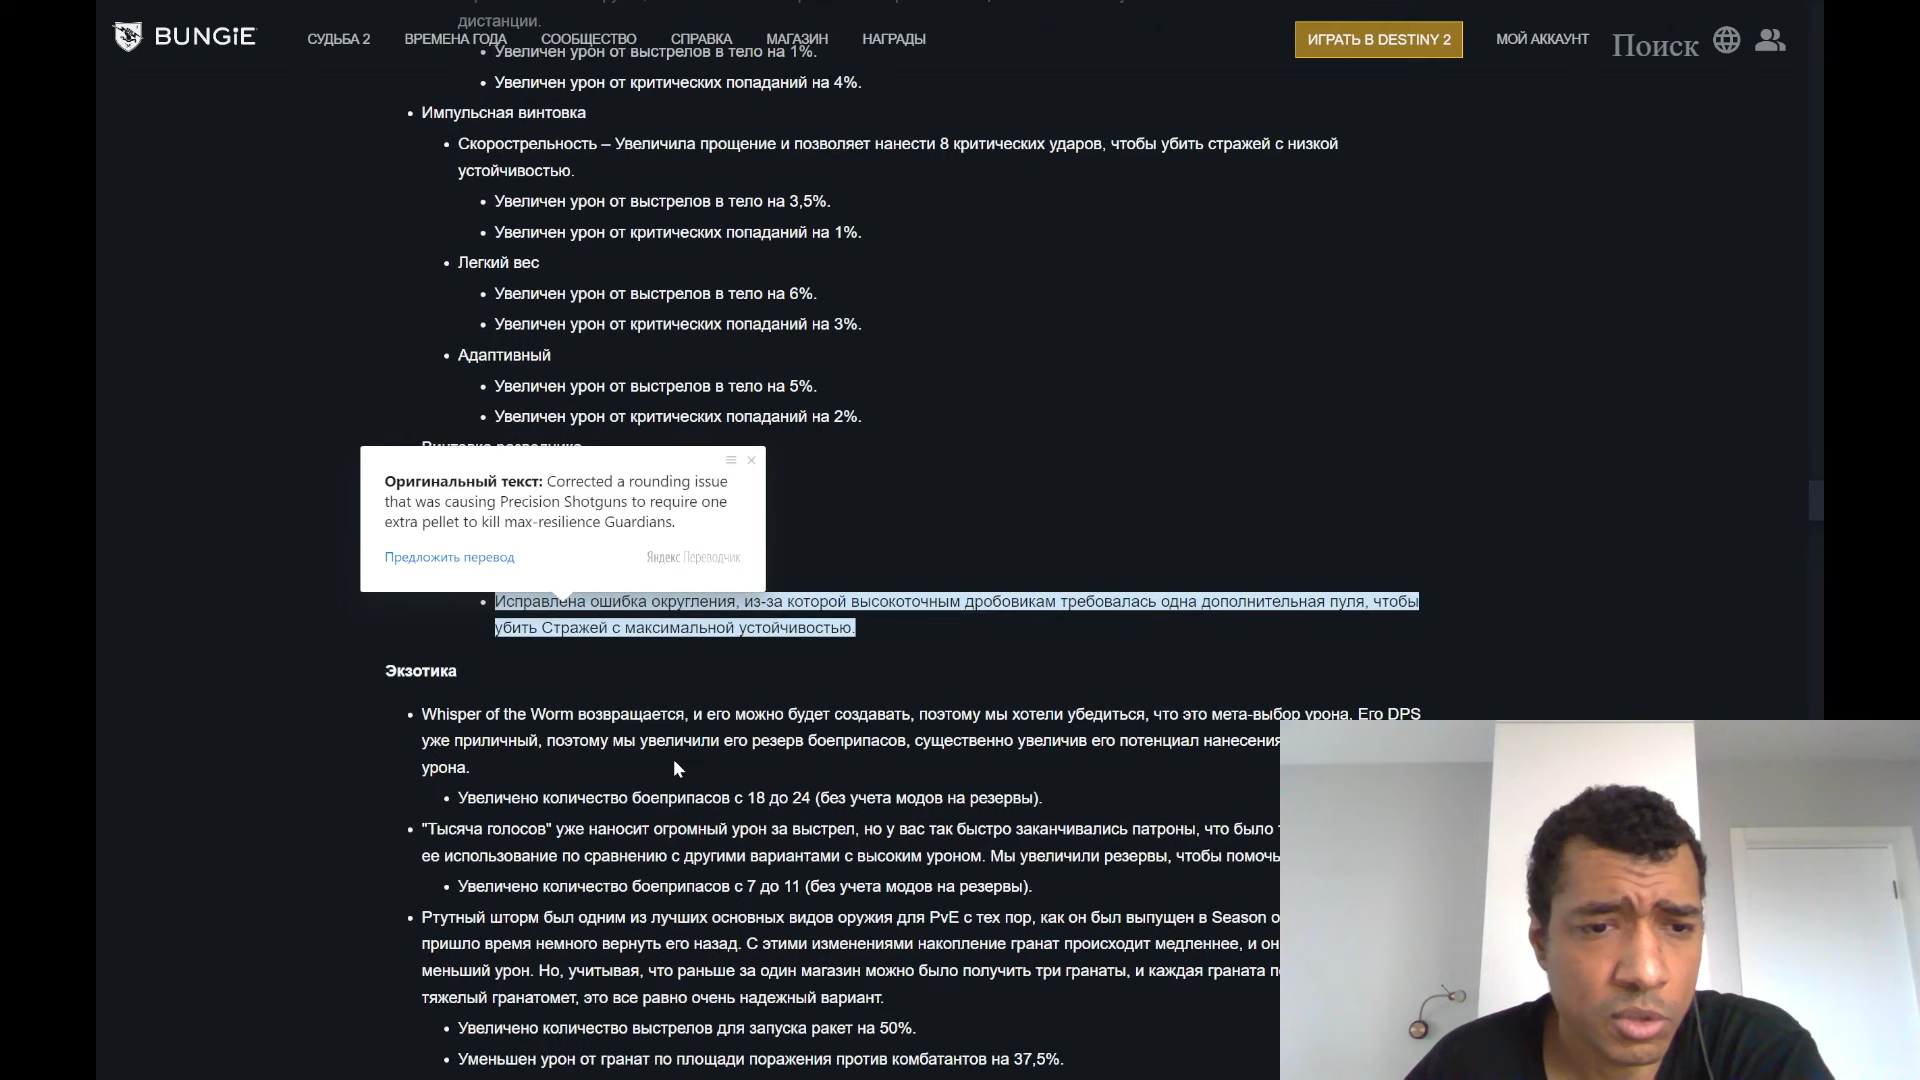 дистанции.
BUNGiE
СУДЬБА 2
ВРЕМЕНА ГОДА
СООБЩЕСТВО
СПРАВКА
МАГАЗИН
НАГРАДЫ
ИГРАТЬ В DESTINY 2
МОЙ АККАУНТ
Поиск
Увеличен урон от выстрелов в тело на 1%.
Увеличен урон от критических попаданий на 4%.
Импульсная винтовка
Скорострельность – Увеличила прощение и позволяет нанести 8 критических ударов, чтобы убить стражей с низкой
устойчивостью.
Увеличен урон от выстрелов в тело на 3,5%.
Увеличен урон от критических попаданий на 1%.
Легкий вес
Увеличен урон от выстрелов в тело на 6%.
Увеличен урон от критических попаданий на 3%.
Адаптивный
Увеличен урон от выстрелов в тело на 5%.
Увеличен урон от критических попаданий на 2%.
Винтовка разведчика
Оригинальный текст: Corrected a rounding issue
that was causing Precision Shotguns to require one
extra pellet to kill max-resilience Guardians.
Предложить перевод
Яндекс Переводчик
Исправлена ошибка округления, из-за которой высокоточным дробовикам требовалась одна дополнительная пуля, чтобы
убить Стражей с максимальной устойчивостью.
Экзотика
Whisper of the Worm возвращается, и его можно будет создавать, поэтому мы хотели убедиться, что это мета-выбор урона. Его DPS
уже приличный, поэтому мы увеличили его резерв боеприпасов, существенно увеличив его потенциал нанесения
урона.
Увеличено количество боеприпасов с 18 до 24 (без учета модов на резервы).
"Тысяча голосов" уже наносит огромный урон за выстрел, но у вас так быстро заканчивались патроны, что было
ее использование по сравнению с другими вариантами с высоким уроном. Мы увеличили резервы, чтобы помочь
Увеличено количество боеприпасов с 7 до 11 (без учета модов на резервы).
Ртутный шторм был одним из лучших основных видов оружия для PvE с тех пор, как он был выпущен в Season
пришло время немного вернуть его назад. С этими изменениями накопление гранат происходит медленнее, и
меньший урон. Но, учитывая, что раньше за один магазин можно было получить три гранаты, и каждая граната
тяжелый гранатомет, это все равно очень надежный вариант.
Увеличено количество выстрелов для запуска ракет на 50%.
Уменьшен урон от гранат по площади поражения против комбатантов на 37,5%.